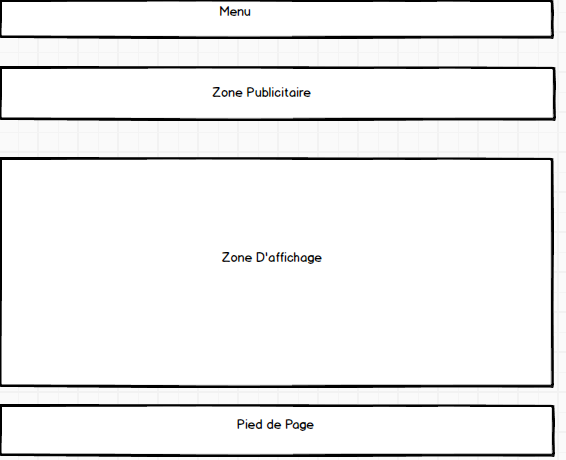 Menu
Zone Publicitaire
Zone D'affichage
Pied de Page